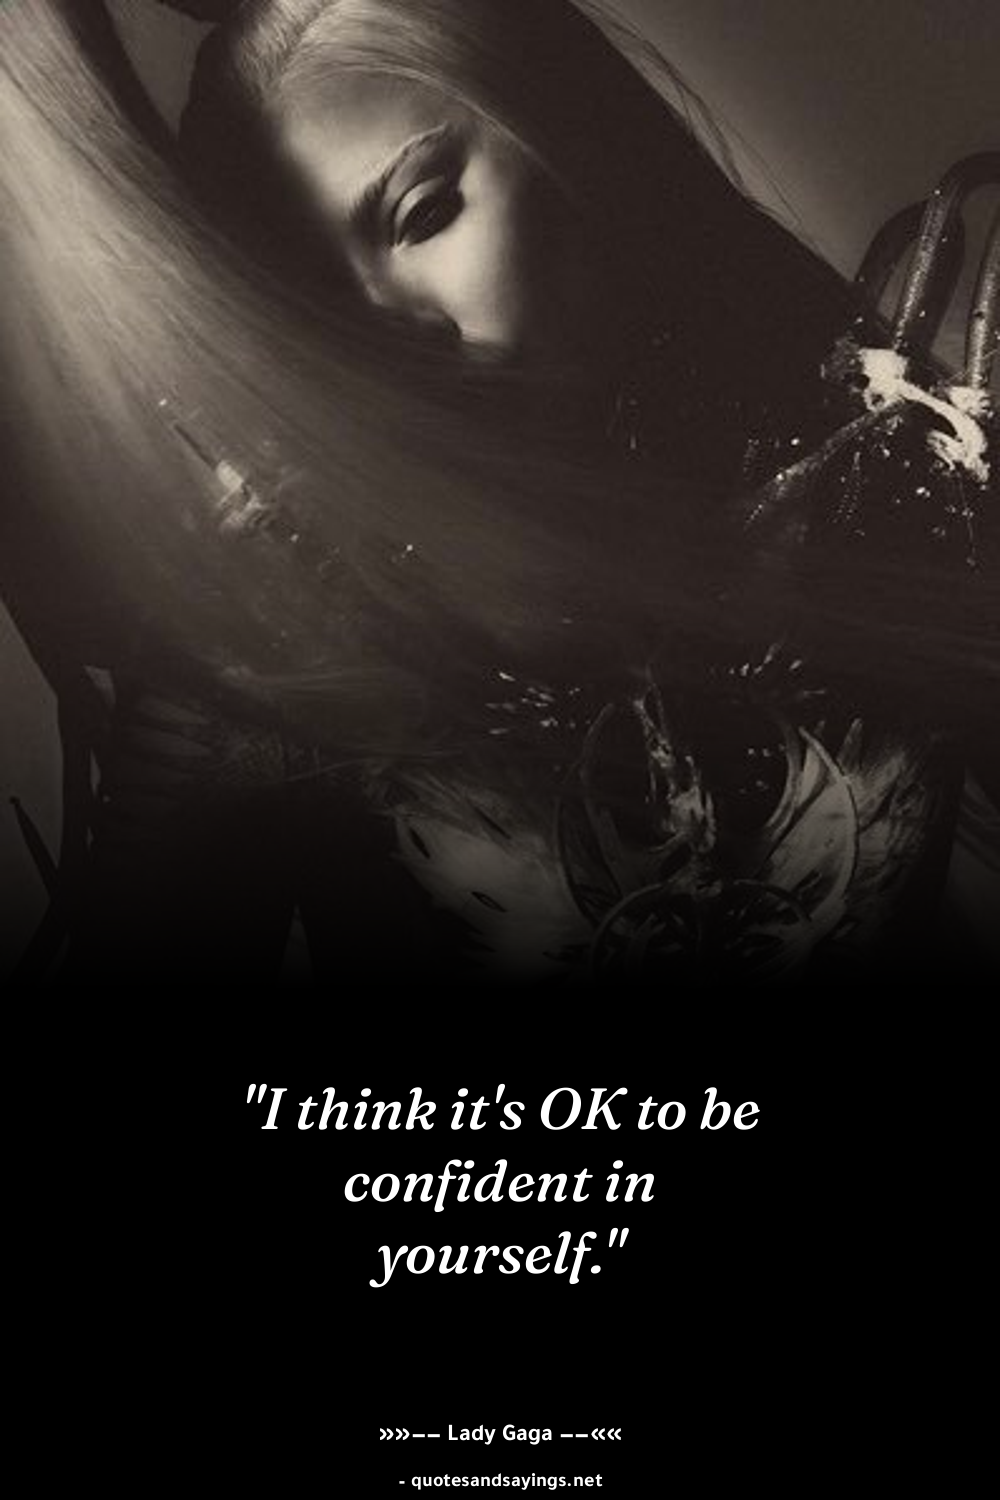 "I think it's OK to be
confident in
yourself."
»»−− Lady Gaga −−««
- quotesandsayings.net